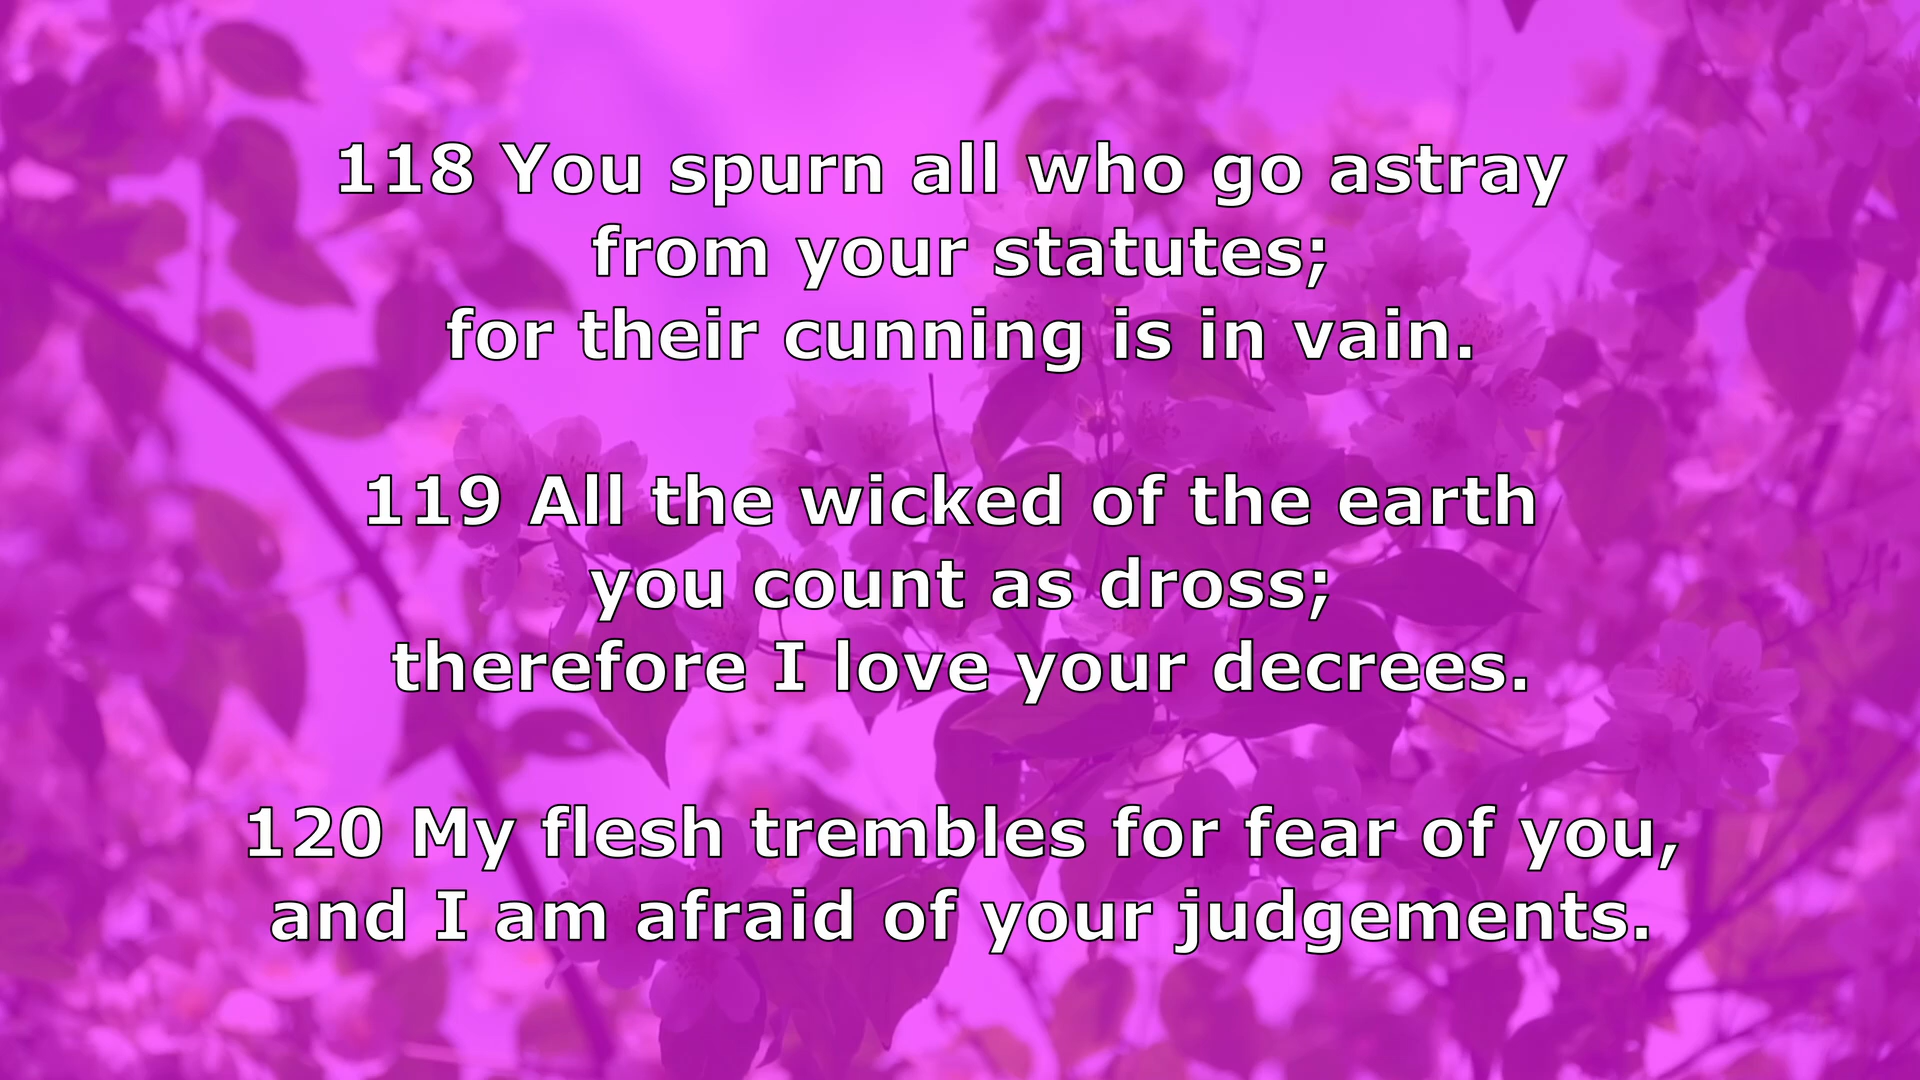 118 You spurn all who go astray
from your statutes;
for their cunning is in vain.
119 All the wicked of the earth
you count as dross;
therefore I love your decrees.
120 My flesh trembles for fear of you,
and I am afraid of your judgements.